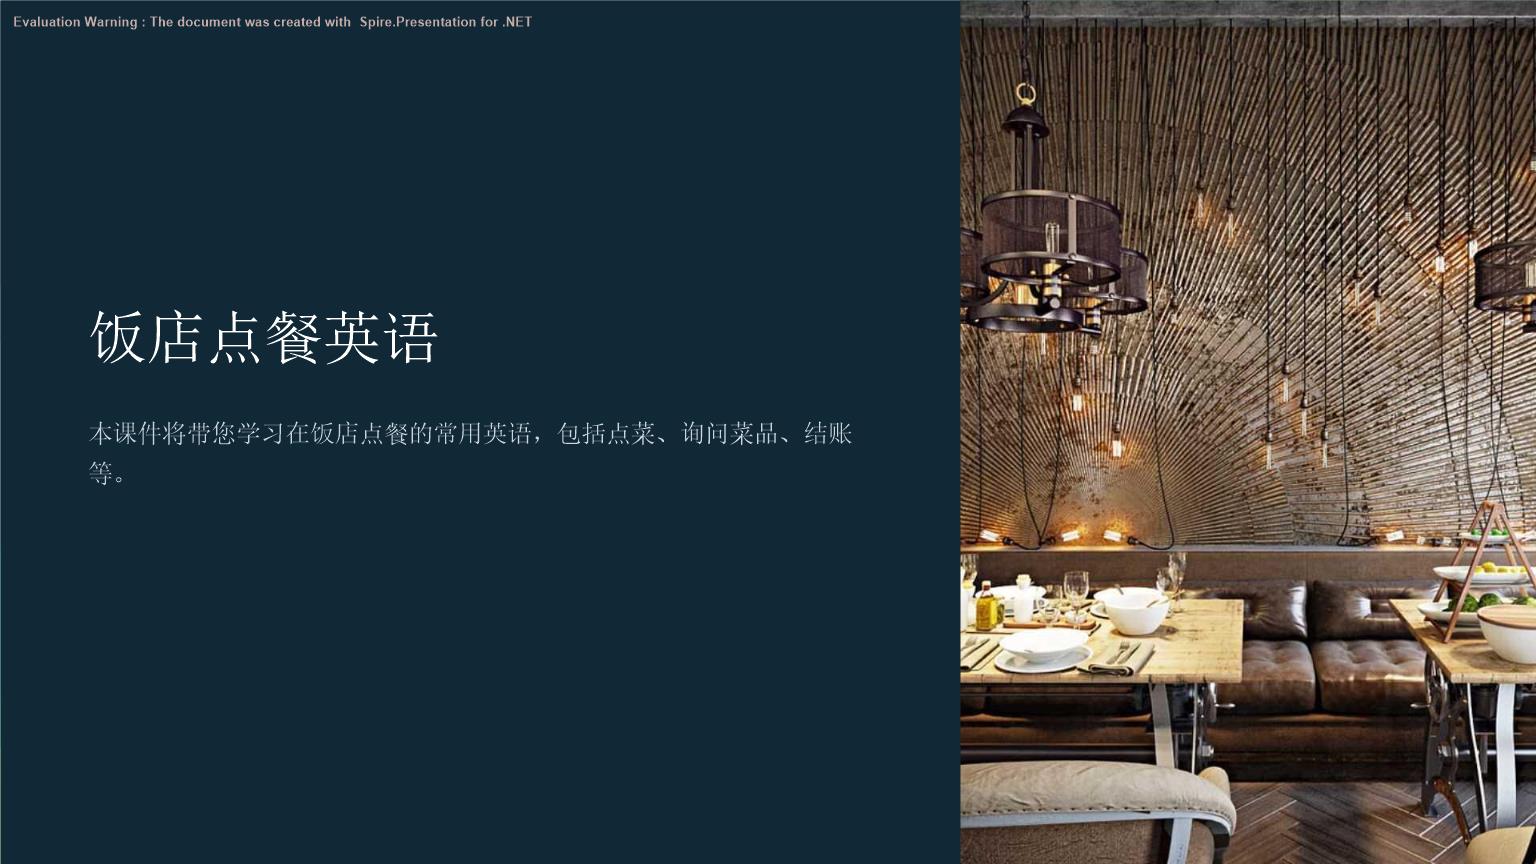 Evaluation Warning : The document was created with Spire.Presentation for .NET
饭店点餐英语
本课件将带您学习在饭店点餐的常用英语，包括点菜、询问菜品、结账
等。